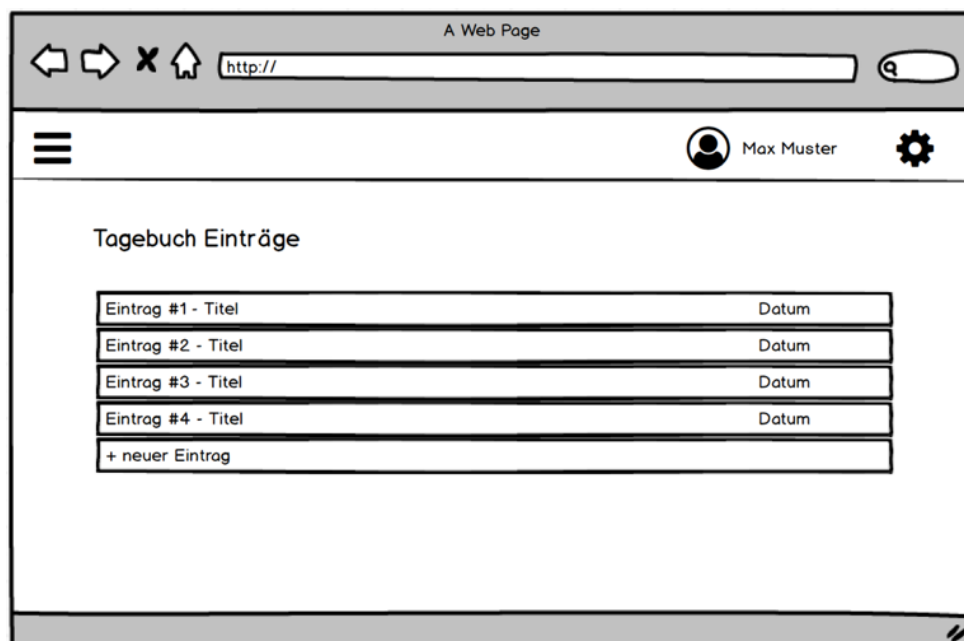 A Web Page
http://
Max Muster
Tagebuch Einträge
Eintrag #1 - Titel Datum
Eintrag #2 - Titel Datum
Eintrag #3 - Titel Datum
Eintrag #4 - Titel Datum
+ neuer Eintrag